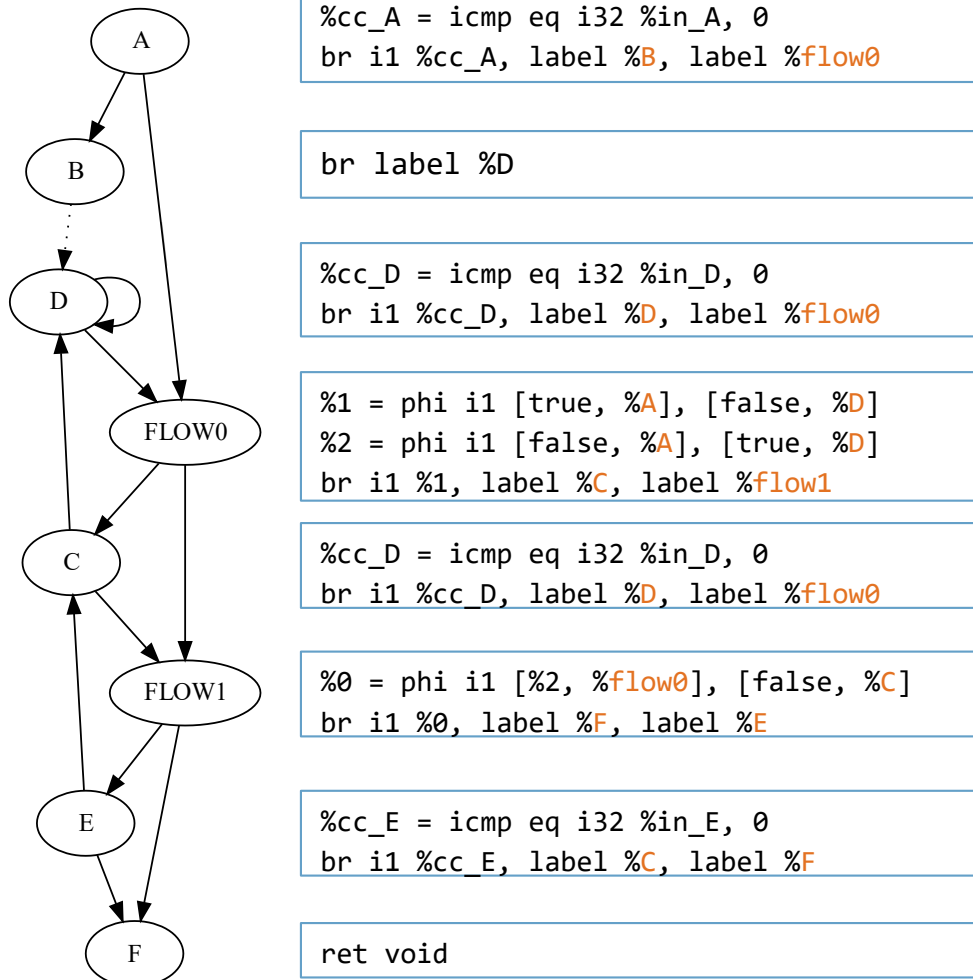 A
%cc_A = icmp eq i32 %in_A, 0
br i1 %cc_A, label %B, label %flow0
B
br label %D
D
%cc_D = icmp eq i32 %in_D, 0
br i1 %cc_D, label %D, label %flow0
FLOW0
%1 = phi i1 [true, %A], [false, %D]
%2 = phi i1 [false, %A], [true, %D]
br i1 %1, label %C, label %flow1
C
%cc_D = icmp eq i32 %in_D, 0
br i1 %cc_D, label %D, label %flow0
FLOW1
%0 = phi i1 [%2, %flow0], [false, %C]
br i1 %0, label %F, label %E
E
%cc_E = icmp eq i32 %in_E, 0
br i1 %cc_E, label %C, label %F
F
ret void